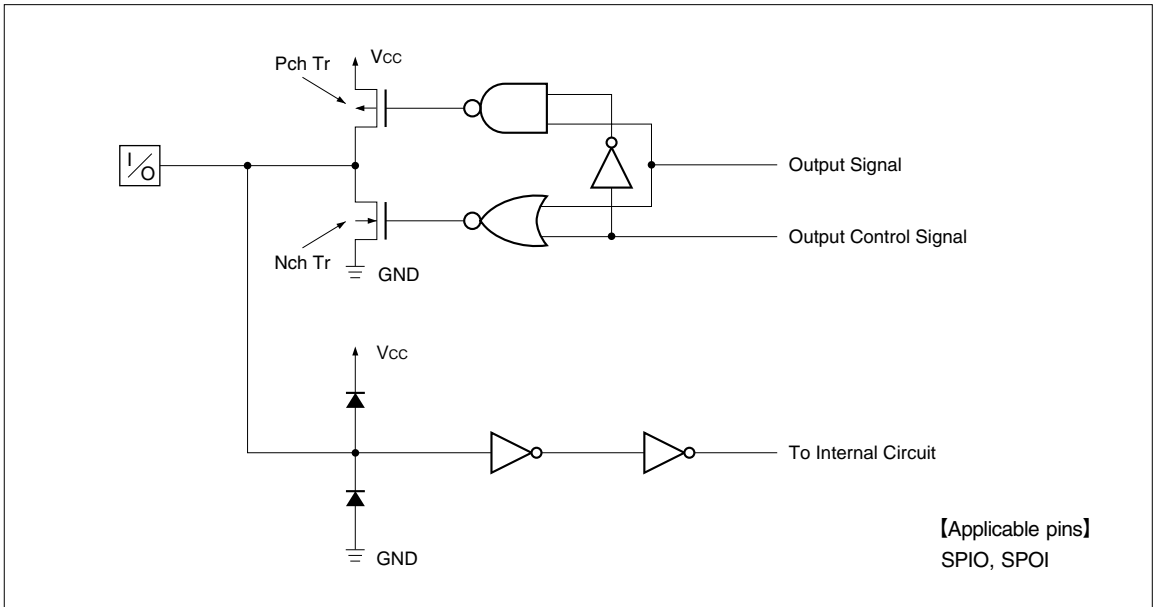 VCC
Pch Tr
I/O
Output Signal
Output Control Signal
Nch Tr
GND
VCC
To Internal Circuit
GND
【Applicable pins】
SPIO, SPOI